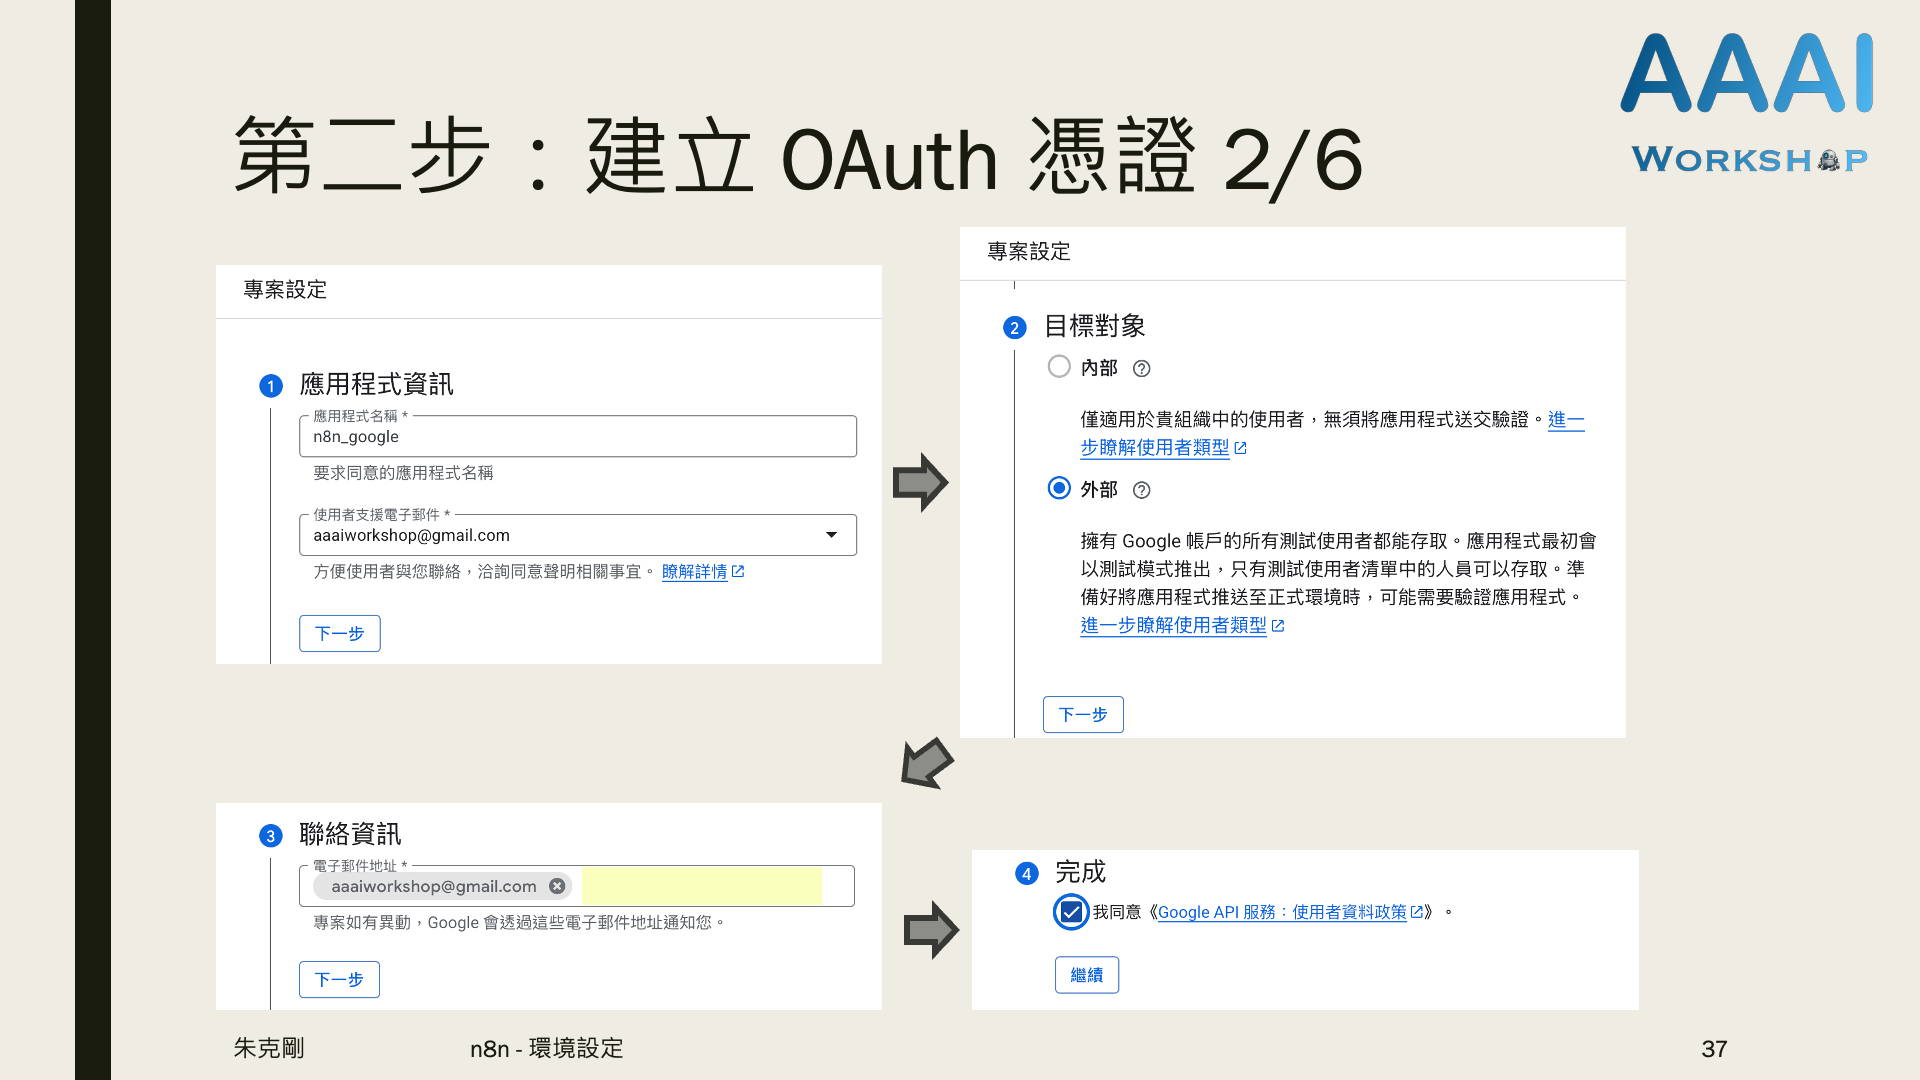 AAAI
WORKSHOP
第二步：建立 OAuth 憑證 2/6
專案設定
1 應用程式資訊
應用程式名稱 *
n8n_google
要求同意的應用程式名稱
使用者支援電子郵件 *
aaaiworkshop@gmail.com
方便使用者與您聯絡，洽詢同意聲明相關事宜。 瞭解詳情
下一步
專案設定
2 目標對象
內部
僅適用於貴組織中的使用者，無須將應用程式送交驗證。進一
步瞭解使用者類型
外部
擁有 Google 帳戶的所有測試使用者都能存取。應用程式最初會
以測試模式推出，只有測試使用者清單中的人員可以存取。準
備好將應用程式推送至正式環境時，可能需要驗證應用程式。
進一步瞭解使用者類型
下一步
3 聯絡資訊
電子郵件地址 *
aaaiworkshop@gmail.com
專案如有異動，Google 會透過這些電子郵件地址通知您。
下一步
4 完成
我同意《Google API 服務：使用者資料政策》。
繼續
朱克剛
n8n - 環境設定
37